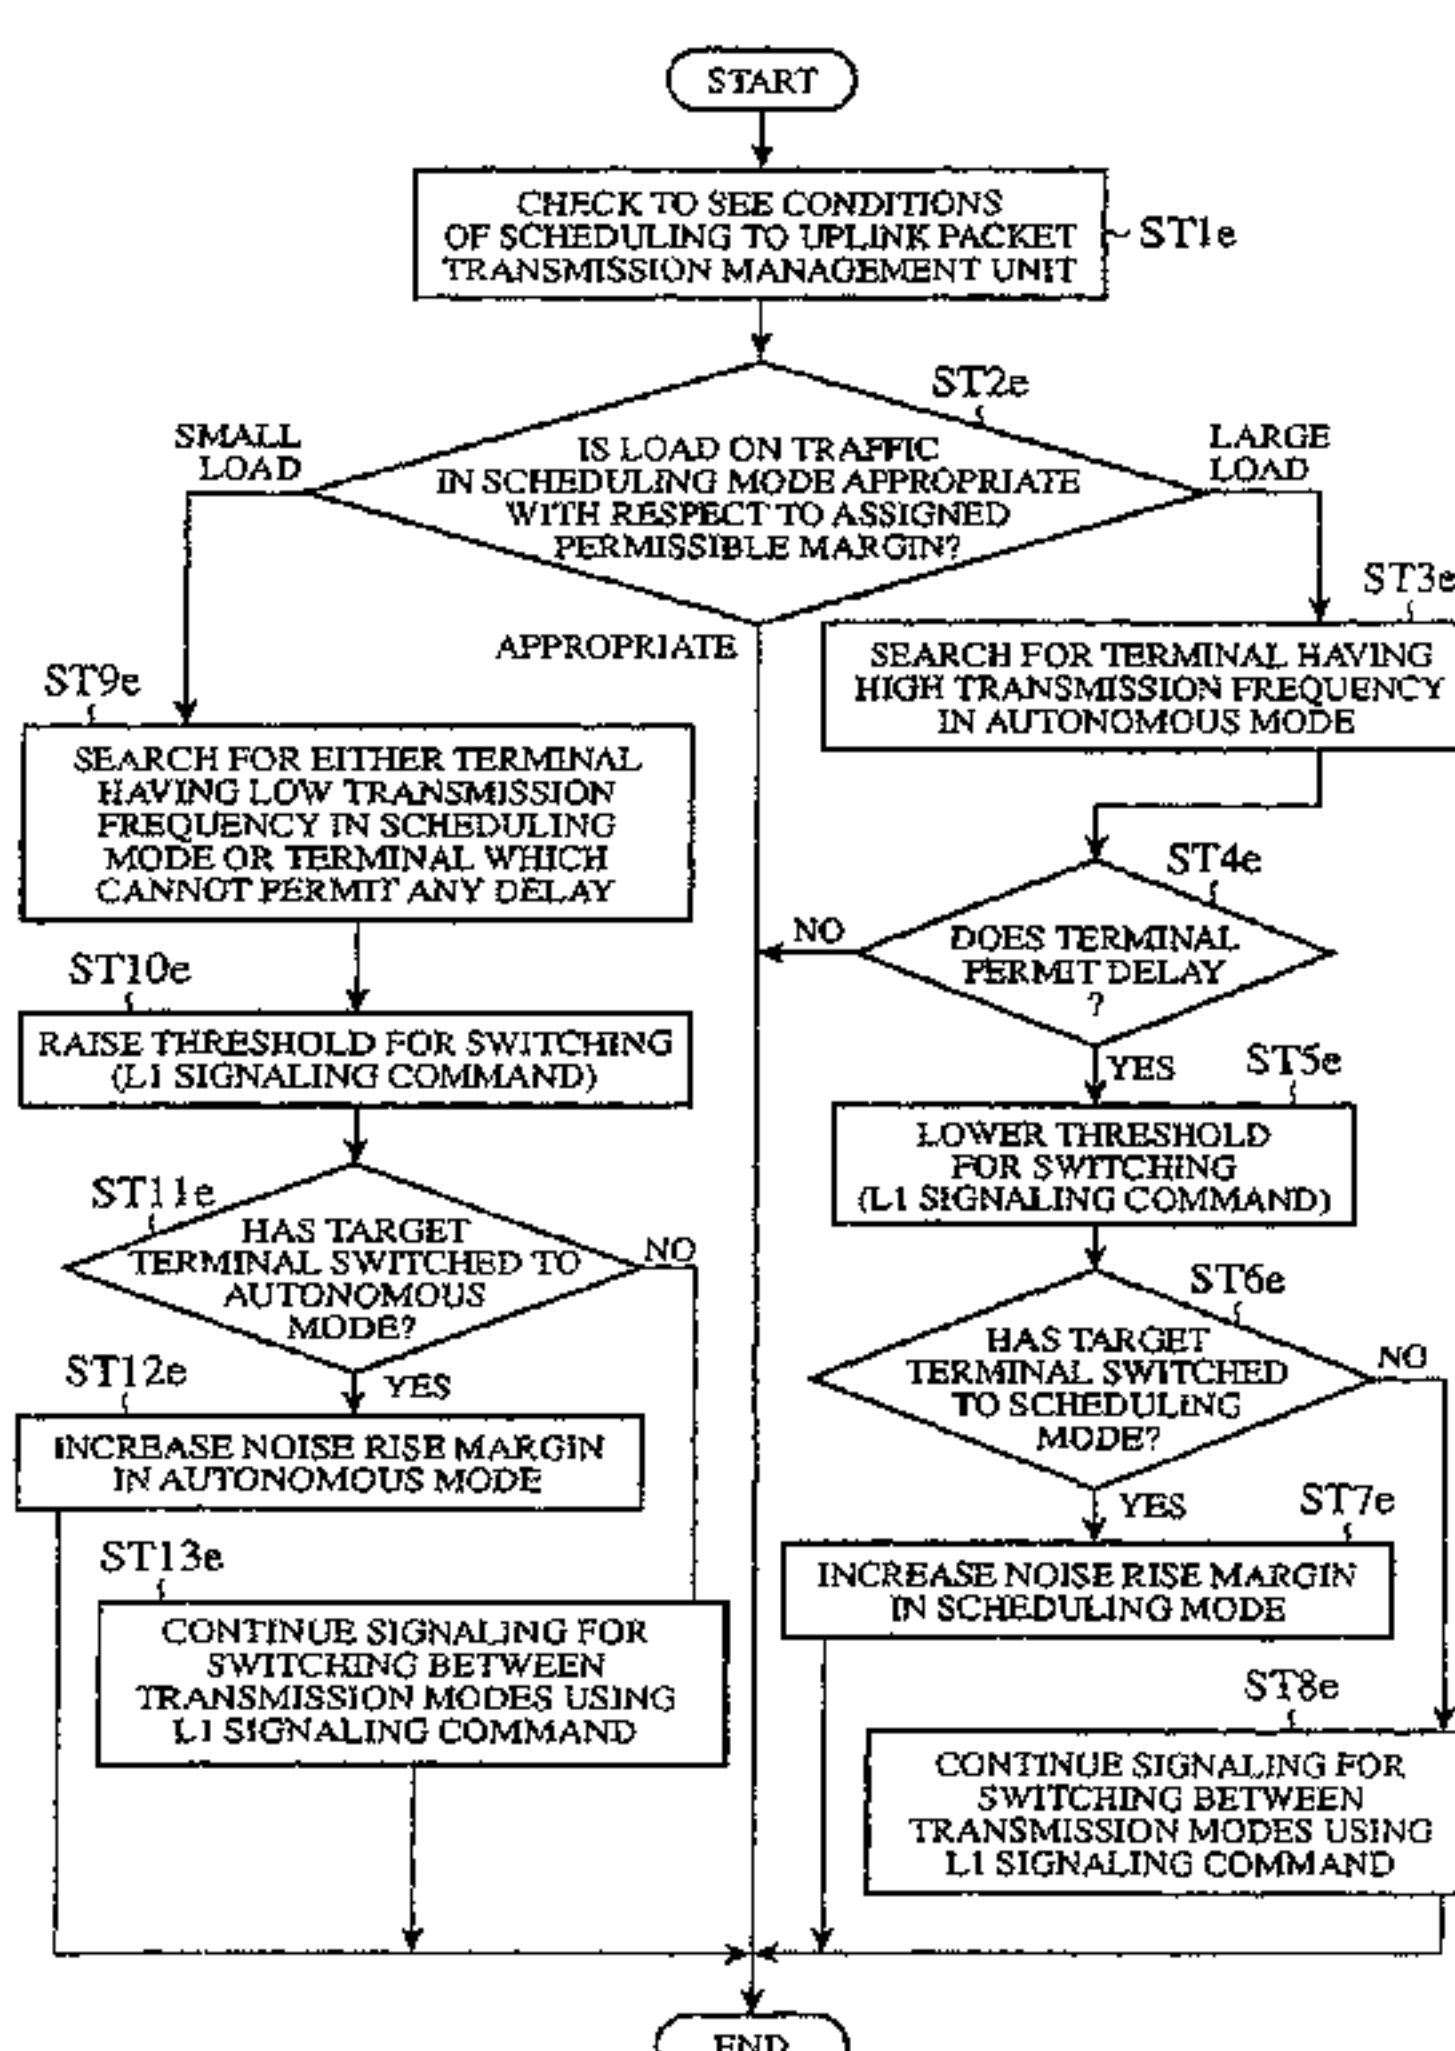 START
CHECK TO SEE CONDITIONS
OF SCHEDULING TO UPLINK PACKET
TRANSMISSION MANAGEMENT UNIT
ST1e
ST2e
IS LOAD ON TRAFFIC
IN SCHEDULING MODE APPROPRIATE
WITH RESPECT TO ASSIGNED
PERMISSIBLE MARGIN?
SMALL
LOAD
LARGE
LOAD
APPROPRIATE
ST3e
SEARCH FOR TERMINAL HAVING
HIGH TRANSMISSION FREQUENCY
IN AUTONOMOUS MODE
ST9e
SEARCH FOR EITHER TERMINAL
HAVING LOW TRANSMISSION
FREQUENCY IN SCHEDULING
MODE OR TERMINAL WHICH
CANNOT PERMIT ANY DELAY
ST4e
DOES TERMINAL
PERMIT DELAY
?
NO
YES
ST10e
RAISE THRESHOLD FOR SWITCHING
(L1 SIGNALING COMMAND)
ST5e
LOWER THRESHOLD
FOR SWITCHING
(L1 SIGNALING COMMAND)
ST11e
HAS TARGET
TERMINAL SWITCHED TO
AUTONOMOUS
MODE?
NO
YES
ST6e
HAS TARGET
TERMINAL SWITCHED
TO SCHEDULING
MODE?
NO
YES
ST12e
INCREASE NOISE RISE MARGIN
IN AUTONOMOUS MODE
ST7e
INCREASE NOISE RISE MARGIN
IN SCHEDULING MODE
ST13e
CONTINUE SIGNALING FOR
SWITCHING BETWEEN
TRANSMISSION MODES USING
L1 SIGNALING COMMAND
ST8e
CONTINUE SIGNALING FOR
SWITCHING BETWEEN
TRANSMISSION MODES USING
L1 SIGNALING COMMAND
END